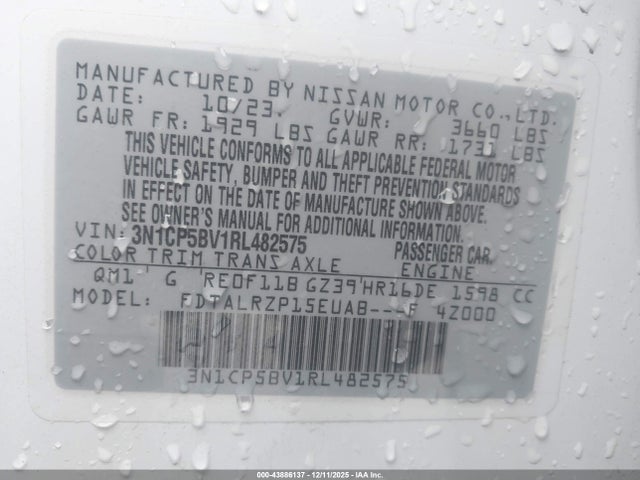 MANUFACTURED BY NISSAN MOTOR CO., LTD.
DATE: 10/23 GVWR: 3660 LBS
GAWR FR: 1929 LBS GAWR RR: 1731 LBS
THIS VEHICLE CONFORMS TO ALL APPLICABLE FEDERAL MOTOR
VEHICLE SAFETY, BUMPER AND THEFT PREVENTION STANDARDS
IN EFFECT ON THE DATE OF MANUFACTURE SHOWN ABOVE.
SEE OWNER'S MANUAL FOR ADDITIONAL INFORMATION.
VIN: 3N1CP5BV1RL482575 PASSENGER CAR
COLOR TRIM TRANS AXLE ENGINE
QM1 G RE0F11B GZ39 HR16DE 1598 CC
MODEL: FDTALRZP15EUAB---F 4Z000
3N1CP5BV1RL482575
000-43886137 - 12/11/2025 - IAA Inc.